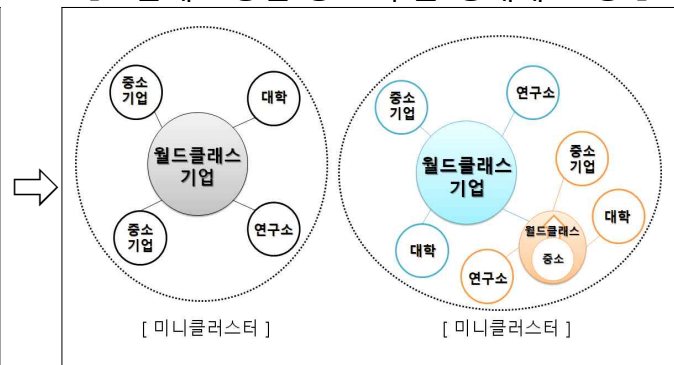 중소
기업
대학
월드클래스
기업
중소
기업
연구소
[ 미니클러스터 ]
중소
기업
연구소
월드클래스
기업
중소
기업
대학
월드클래스
중소
대학
연구소
[ 미니클러스터 ]